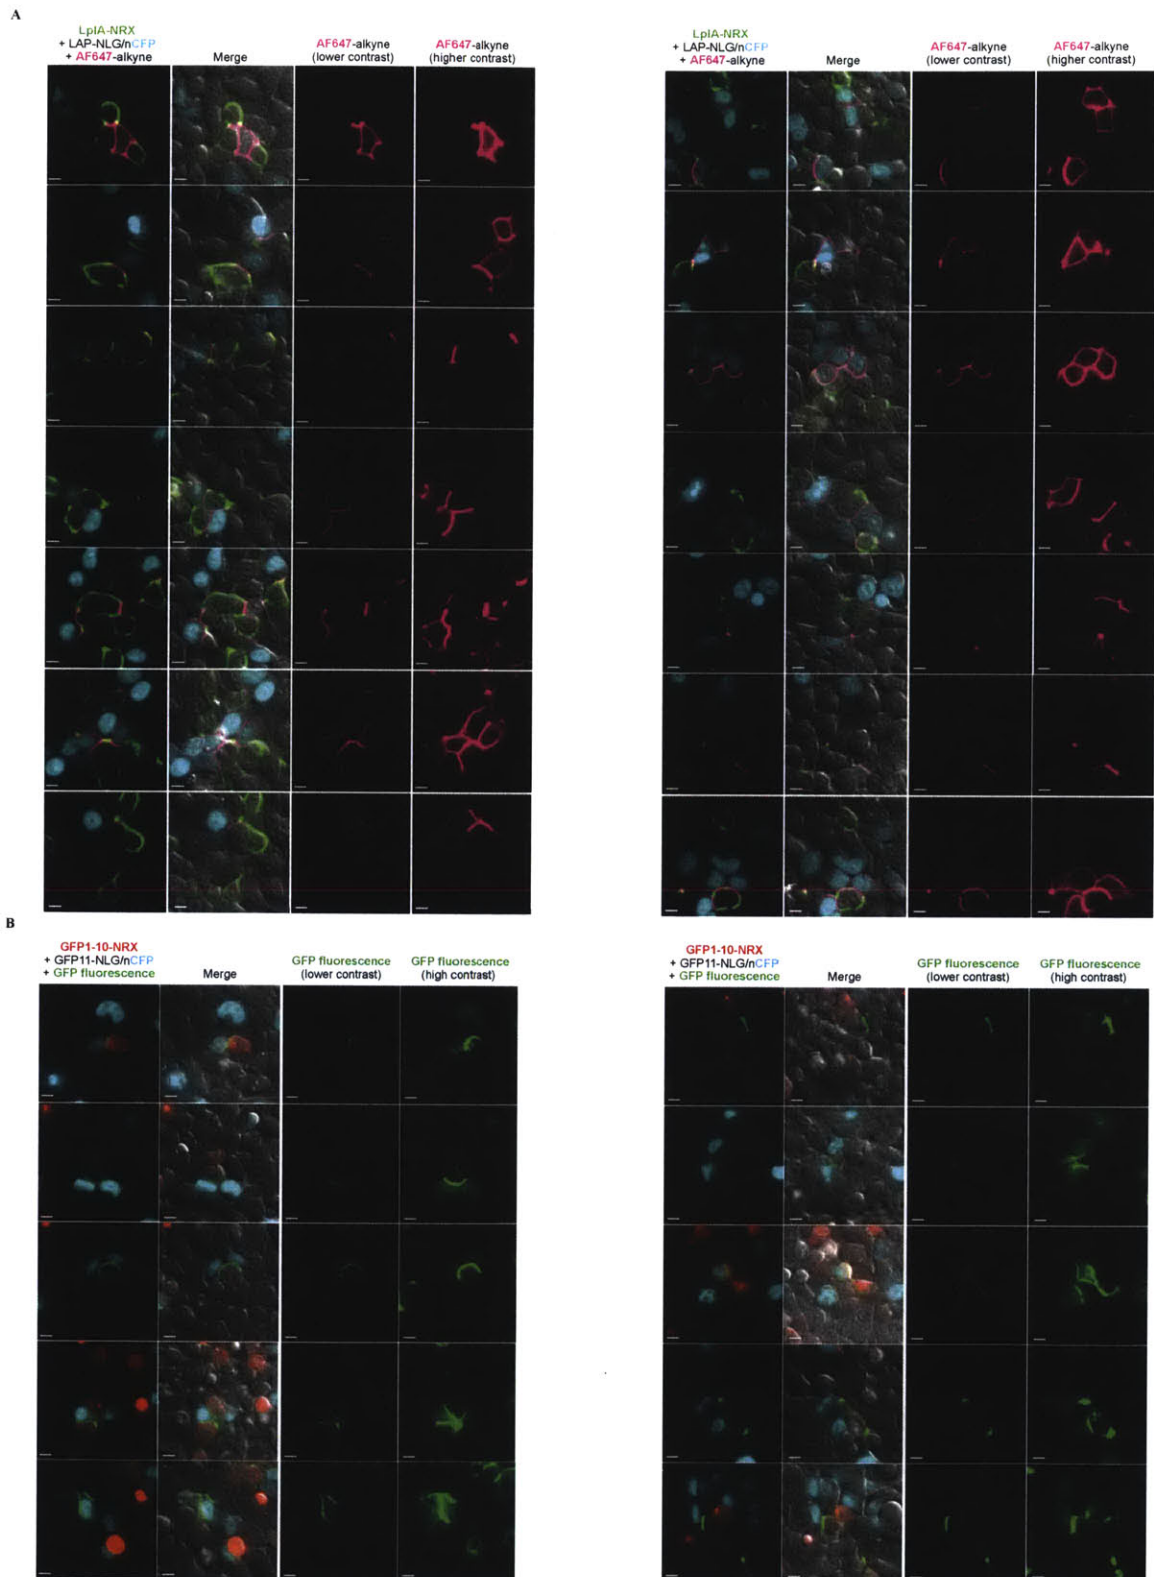 A
LplA-NRX
+ LAP-NLG/nCFP
+ AF647-alkyne
Merge
AF647-alkyne
(lower contrast)
AF647-alkyne
(higher contrast)
LplA-NRX
+ LAP-NLG/nCFP
+ AF647-alkyne
Merge
AF647-alkyne
(lower contrast)
AF647-alkyne
(higher contrast)
B
GFP1-10-NRX
+ GFP11-NLG/nCFP
+ GFP fluorescence
Merge
GFP fluorescence
(lower contrast)
GFP fluorescence
(high contrast)
GFP1-10-NRX
+ GFP11-NLG/nCFP
+ GFP fluorescence
Merge
GFP fluorescence
(lower contrast)
GFP fluorescence
(high contrast)